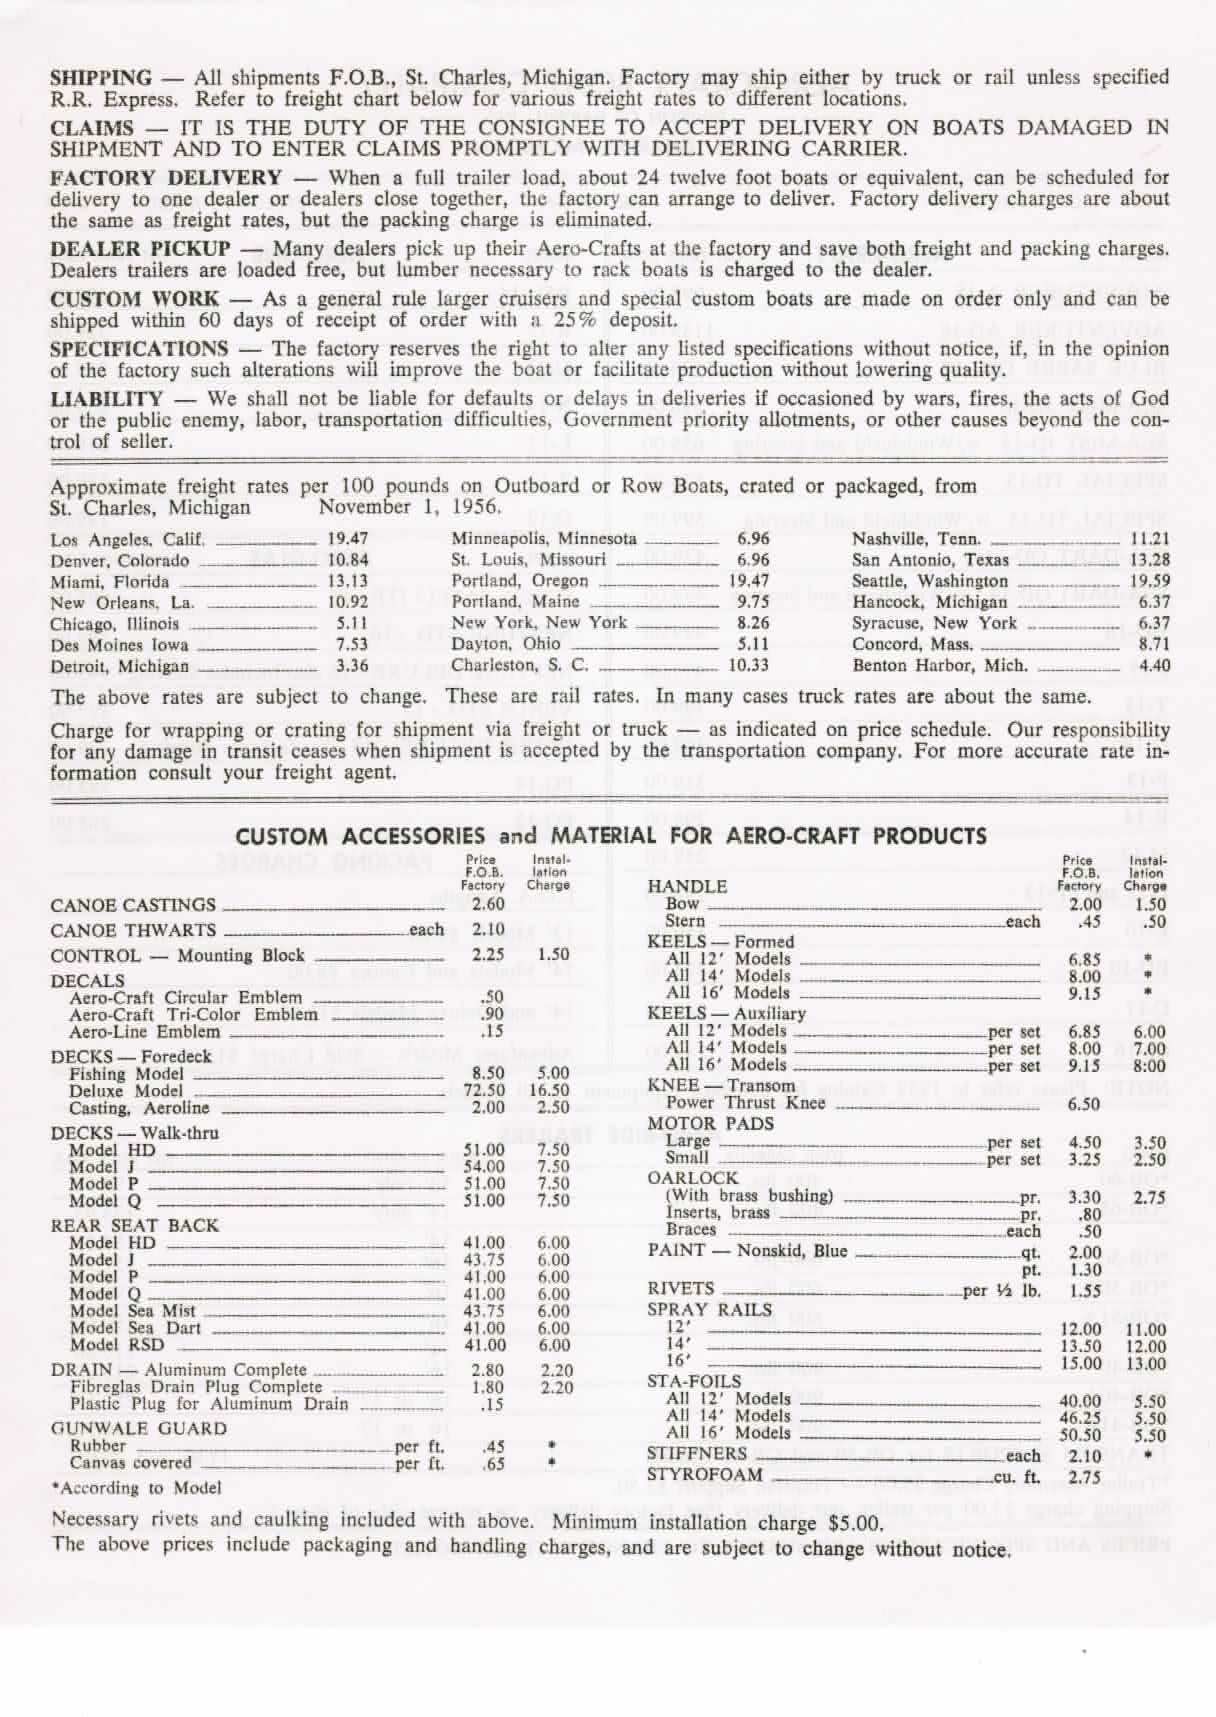 SHIPPING — All shipments F.O.B., St. Charles, Michigan. Factory may ship either by truck or rail unless specified
R.R. Express. Refer to freight chart below for various freight rates to different locations.
CLAIMS — IT IS THE DUTY OF THE CONSIGNEE TO ACCEPT DELIVERY ON BOATS DAMAGED IN
SHIPMENT AND TO ENTER CLAIMS PROMPTLY WITH DELIVERING CARRIER.
FACTORY DELIVERY — When a full trailer load, about 24 twelve foot boats or equivalent, can be scheduled for
delivery to one dealer or dealers close together, the factory can arrange to deliver. Factory delivery charges are about
the same as freight rates, but the packing charge is eliminated.
DEALER PICKUP — Many dealers pick up their Aero-Crafts at the factory and save both freight and packing charges.
Dealers trailers are loaded free, but lumber necessary to rack boats is charged to the dealer.
CUSTOM WORK — As a general rule larger cruisers and special custom boats are made on order only and can be
shipped within 60 days of receipt of order with a 25% deposit.
SPECIFICATIONS — The factory reserves the right to alter any listed specifications without notice, if, in the opinion
of the factory such alterations will improve the boat or facilitate production without lowering quality.
LIABILITY — We shall not be liable for defaults or delays in deliveries if occasioned by wars, fires, the acts of God
or the public enemy, labor, transportation difficulties, Government priority allotments, or other causes beyond the con-
trol of seller.
Approximate freight rates per 100 pounds on Outboard or Row Boats, crated or packaged, from
St. Charles, Michigan November 1, 1956.
Los Angeles, Calif. 19.47 Minneapolis, Minnesota 6.96 Nashville, Tenn. 11.21
Denver, Colorado 10.84 St. Louis, Missouri 6.96 San Antonio, Texas 13.28
Miami, Florida 13.13 Portland, Oregon 19.47 Seattle, Washington 19.59
New Orleans, La. 10.92 Portland, Maine 9.75 Hancock, Michigan 6.37
Chicago, Illinois 5.11 New York, New York 8.26 Syracuse, New York 6.37
Des Moines Iowa 7.53 Dayton, Ohio 5.11 Concord, Mass. 8.71
Detroit, Michigan 3.36 Charleston, S. C. 10.33 Benton Harbor, Mich. 4.40
The above rates are subject to change. These are rail rates. In many cases truck rates are about the same.
Charge for wrapping or crating for shipment via freight or truck — as indicated on price schedule. Our responsibility
for any damage in transit ceases when shipment is accepted by the transportation company. For more accurate rate in-
formation consult your freight agent.
CUSTOM ACCESSORIES and MATERIAL FOR AERO-CRAFT PRODUCTS
Price Instal-
F.O.B. lation
Factory Charge
CANOE CASTINGS 2.60
CANOE THWARTS each 2.10
CONTROL — Mounting Block 2.25 1.50
DECALS
Aero-Craft Circular Emblem .50
Aero-Craft Tri-Color Emblem .90
Aero-Line Emblem .15
DECKS — Foredeck
Fishing Model 8.50 5.00
Deluxe Model 72.50 16.50
Casting, Aeroline 2.00 2.50
DECKS — Walk-thru
Model HD 51.00 7.50
Model J 54.00 7.50
Model P 51.00 7.50
Model Q 51.00 7.50
REAR SEAT BACK
Model HD 41.00 6.00
Model J 43.75 6.00
Model P 41.00 6.00
Model Q 41.00 6.00
Model Sea Mist 43.75 6.00
Model Sea Dart 41.00 6.00
Model RSD 41.00 6.00
DRAIN — Aluminum Complete 2.80 2.20
Fibreglas Drain Plug Complete 1.80 2.20
Plastic Plug for Aluminum Drain .15
GUNWALE GUARD
Rubber per ft. .45 *
Canvas covered per ft. .65 *
*According to Model
Price Instal-
F.O.B. lation
Factory Charge
HANDLE
Bow 2.00 1.50
Stern each .45 .50
KEELS — Formed
All 12' Models 6.85 *
All 14' Models 8.00 *
All 16' Models 9.15 *
KEELS — Auxiliary
All 12' Models per set 6.85 6.00
All 14' Models per set 8.00 7.00
All 16' Models per set 9.15 8:00
KNEE — Transom
Power Thrust Knee 6.50
MOTOR PADS
Large per set 4.50 3.50
Small per set 3.25 2.50
OARLOCK
(With brass bushing) pr. 3.30 2.75
Inserts, brass pr. .80
Braces each .50
PAINT — Nonskid, Blue qt. 2.00
pt. 1.30
RIVETS per ½ lb. 1.55
SPRAY RAILS
12' 12.00 11.00
14' 13.50 12.00
16' 15.00 13.00
STA-FOILS
All 12' Models 40.00 5.50
All 14' Models 46.25 5.50
All 16' Models 50.50 5.50
STIFFNERS each 2.10 *
STYROFOAM cu. ft. 2.75
Necessary rivets and caulking included with above. Minimum installation charge $5.00.
The above prices include packaging and handling charges, and are subject to change without notice.